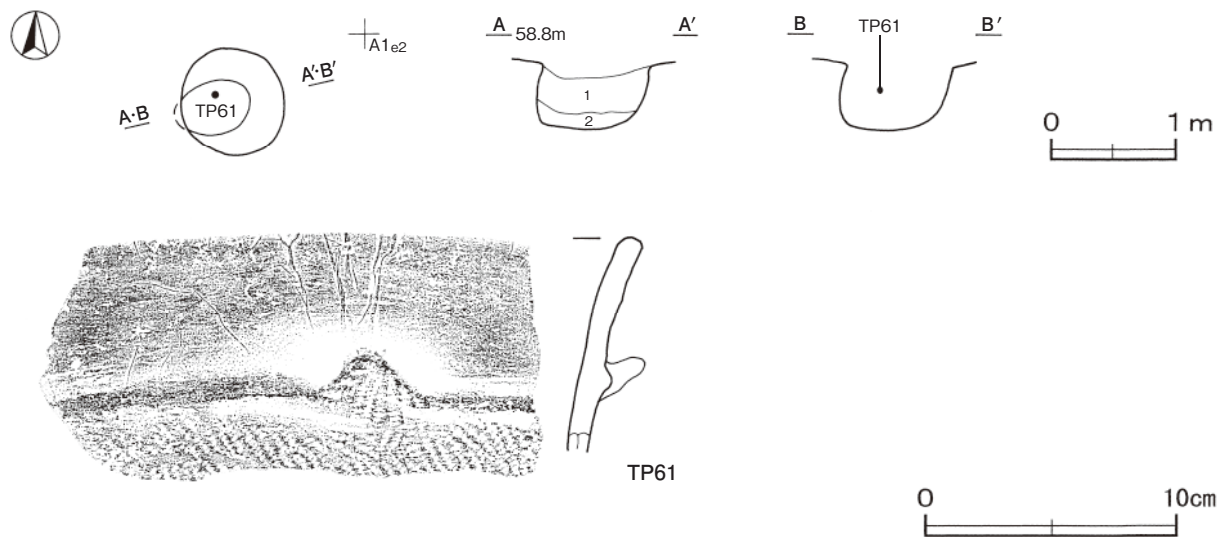 A1e2
A 58.8m A′
B TP61 B′
A·B TP61 A′·B′
1
2
0 1 m
TP61
0 10cm